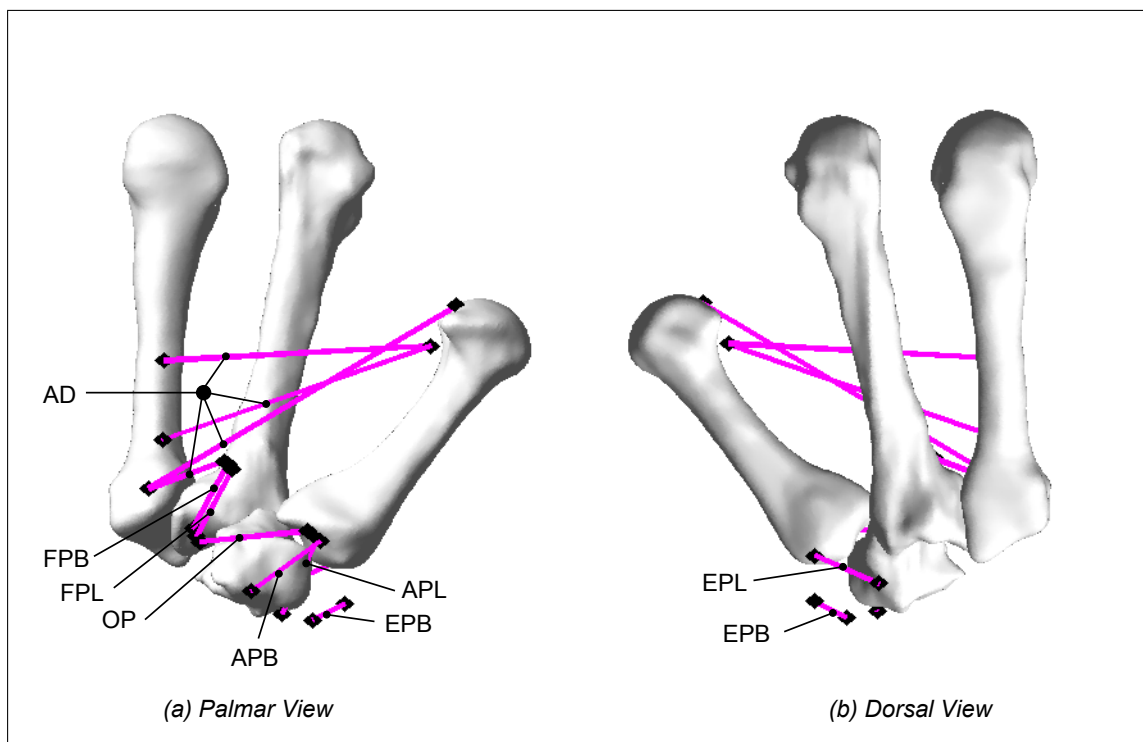 AD
FPB
FPL
OP
APB
APL
EPB
(a) Palmar View
EPL
EPB
(b) Dorsal View